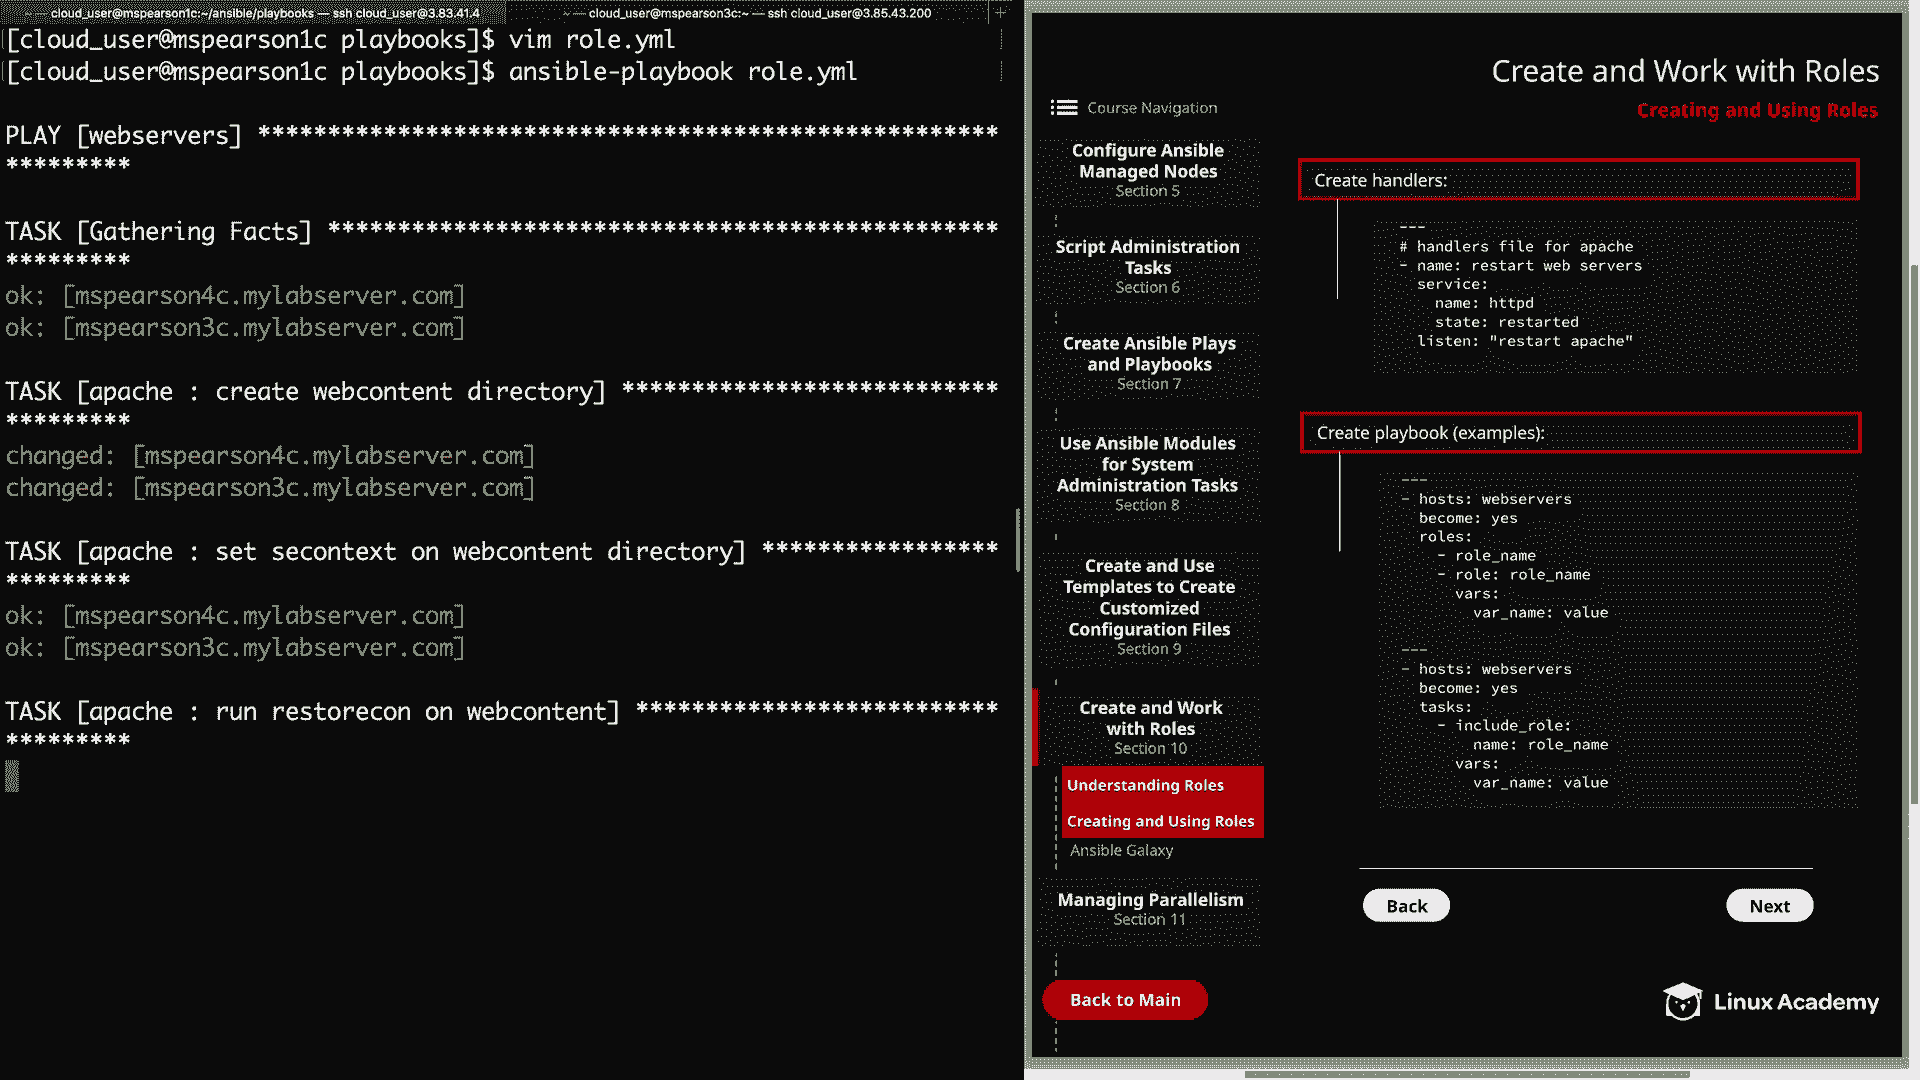 cloud_user@mspearson1c:~/ansible/playbooks — ssh cloud_user@3.83.41.4
~ — cloud_user@mspearson3c:~ — ssh cloud_user@3.85.43.200
+
[cloud_user@mspearson1c playbooks]$ vim role.yml
[cloud_user@mspearson1c playbooks]$ ansible-playbook role.yml
PLAY [webservers] *****************************************************
*********
TASK [Gathering Facts] ************************************************
*********
ok: [mspearson4c.mylabserver.com]
ok: [mspearson3c.mylabserver.com]
TASK [apache : create webcontent directory] ***************************
*********
changed: [mspearson4c.mylabserver.com]
changed: [mspearson3c.mylabserver.com]
TASK [apache : set secontext on webcontent directory] *****************
*********
ok: [mspearson4c.mylabserver.com]
ok: [mspearson3c.mylabserver.com]
TASK [apache : run restorecon on webcontent] **************************
*********
Create and Work with Roles
Creating and Using Roles
Course Navigation
Configure Ansible
Managed Nodes
Section 5
Script Administration
Tasks
Section 6
Create Ansible Plays
and Playbooks
Section 7
Use Ansible Modules
for System
Administration Tasks
Section 8
Create and Use
Templates to Create
Customized
Configuration Files
Section 9
Create and Work
with Roles
Section 10
Understanding Roles
Creating and Using Roles
Ansible Galaxy
Managing Parallelism
Section 11
Back to Main
Create handlers:
---
# handlers file for apache
- name: restart web servers
  service:
    name: httpd
    state: restarted
  listen: "restart apache"
Create playbook (examples):
---
- hosts: webservers
  become: yes
  roles:
    - role_name
    - role: role_name
      vars:
        var_name: value
---
- hosts: webservers
  become: yes
  tasks:
    - include_role:
        name: role_name
      vars:
        var_name: value
Back
Next
Linux Academy